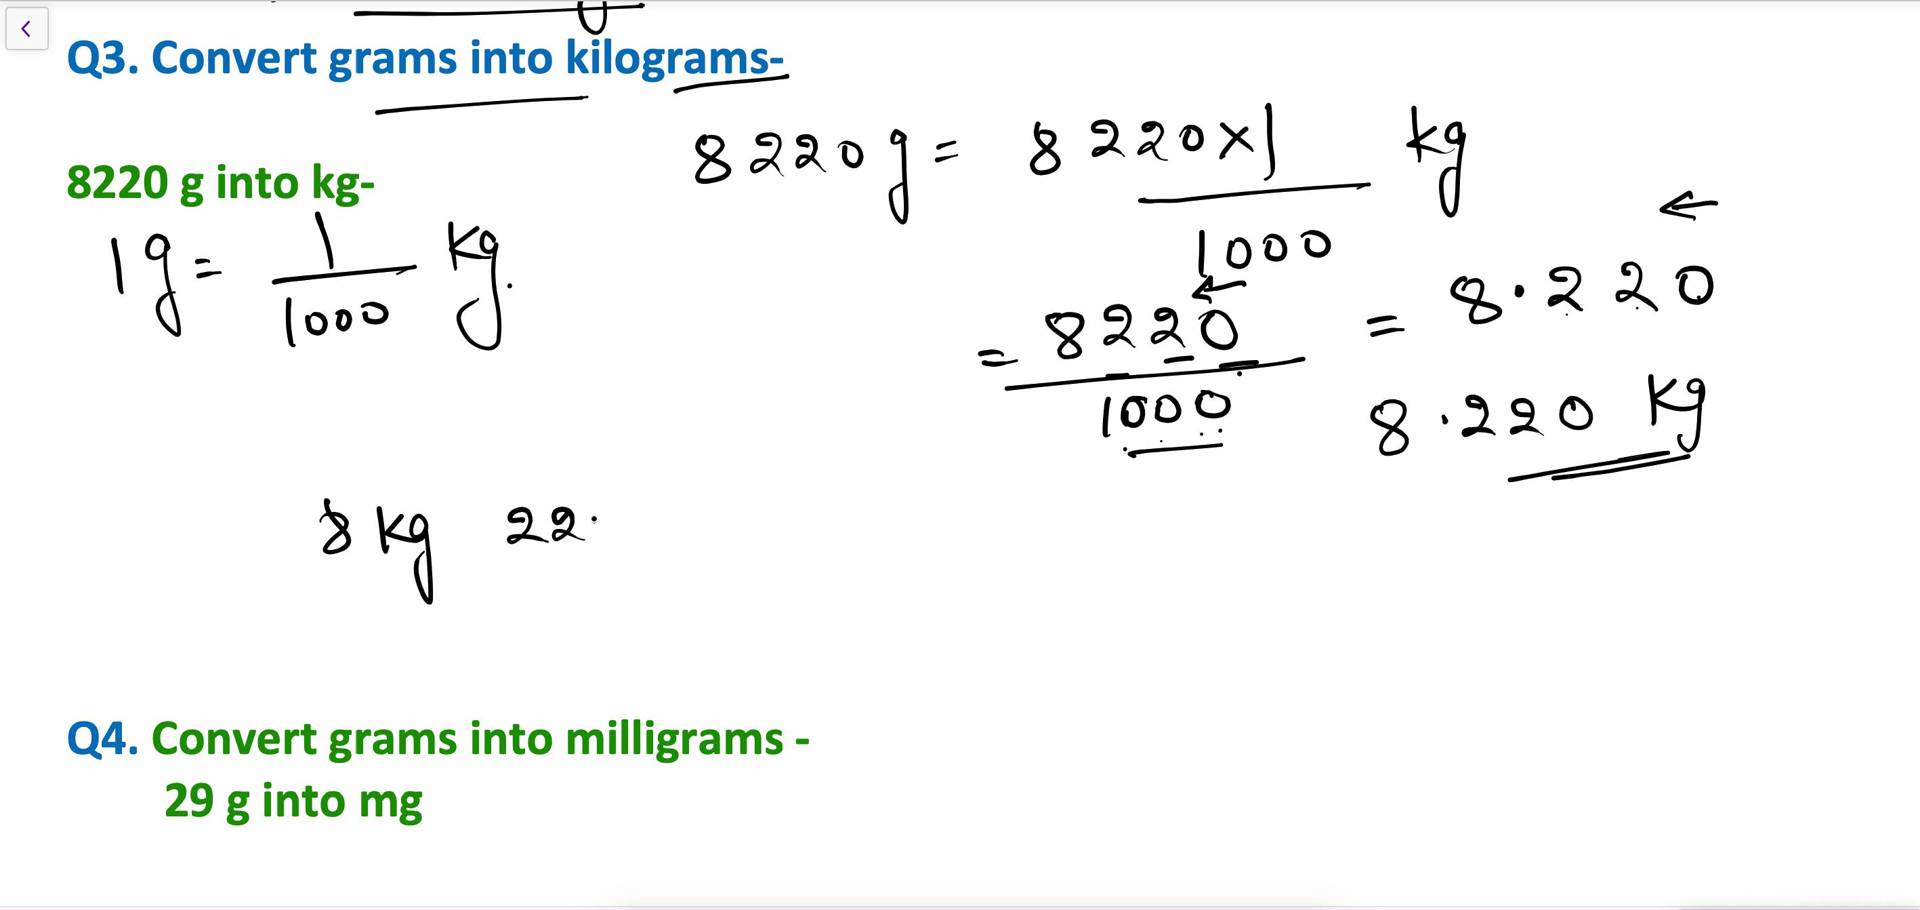 Q3. Convert grams into kilograms-
8220 g into kg-
8220 g = 8220 x 1 / 1000 kg
1 g = 1 / 1000 kg.
= 8220 / 1000 = 8.220
8.220 kg
8 kg 22
Q4. Convert grams into milligrams -
29 g into mg